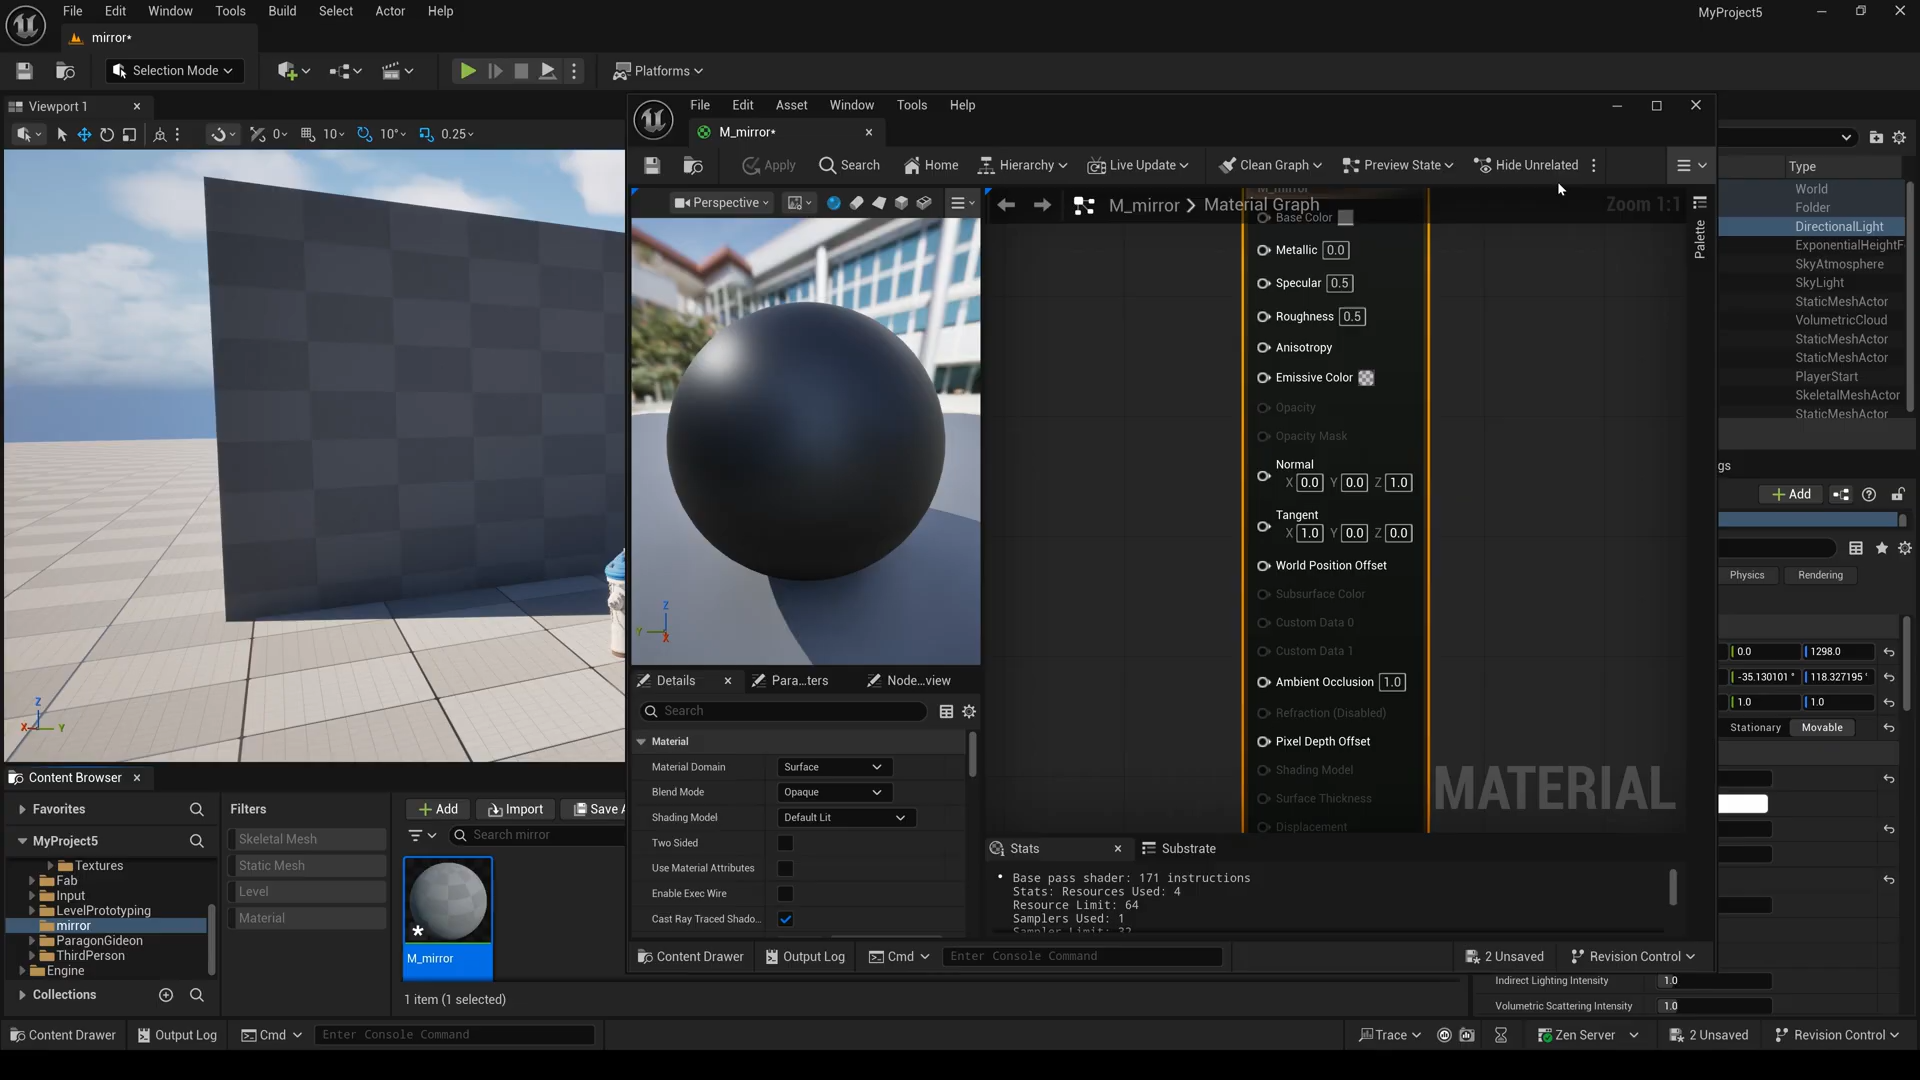 File Edit Window Tools Build Select Actor Help
MyProject5
mirror*
Selection Mode
Platforms
Viewport 1
0 10 10° 0.25
File Edit Asset Window Tools Help
M_mirror*
Apply Search Home Hierarchy Live Update Clean Graph Preview State Hide Unrelated
Perspective
M_mirror > Material Graph
Zoom 1:1
Palette
M_mirror
Base Color
Metallic 0.0
Specular 0.5
Roughness 0.5
Anisotropy
Emissive Color
Opacity
Opacity Mask
Normal
X 0.0 Y 0.0 Z 1.0
Tangent
X 1.0 Y 0.0 Z 0.0
World Position Offset
Subsurface Color
Custom Data 0
Custom Data 1
Ambient Occlusion 1.0
Refraction (Disabled)
Pixel Depth Offset
Shading Model
Surface Thickness
Displacement
MATERIAL
Type
World
Folder
DirectionalLight
ExponentialHeightF
SkyAtmosphere
SkyLight
StaticMeshActor
VolumetricCloud
StaticMeshActor
StaticMeshActor
PlayerStart
SkeletalMeshActor
StaticMeshActor
gs
Add
Physics Rendering
0.0 1298.0
-35.130101 ° 118.327195 °
1.0 1.0
Stationary Movable
Z
X Y
Z
Y X
Details Para...ters Node...view
Search
Material
Material Domain Surface
Blend Mode Opaque
Shading Model Default Lit
Two Sided
Use Material Attributes
Enable Exec Wire
Cast Ray Traced Shado...
Stats Substrate
Base pass shader: 171 instructions
Stats: Resources Used: 4
Resource Limit: 64
Samplers Used: 1
Sampler Limit: 32
Content Drawer Output Log Cmd Enter Console Command
2 Unsaved Revision Control
Content Browser
Favorites
MyProject5
Textures
Fab
Input
LevelPrototyping
mirror
ParagonGideon
ThirdPerson
Engine
Collections
Filters
Skeletal Mesh
Static Mesh
Level
Material
Add Import Save A
Search mirror
M_mirror
1 item (1 selected)
Indirect Lighting Intensity 1.0
Volumetric Scattering Intensity 1.0
Content Drawer Output Log Cmd Enter Console Command
Trace Zen Server 2 Unsaved Revision Control